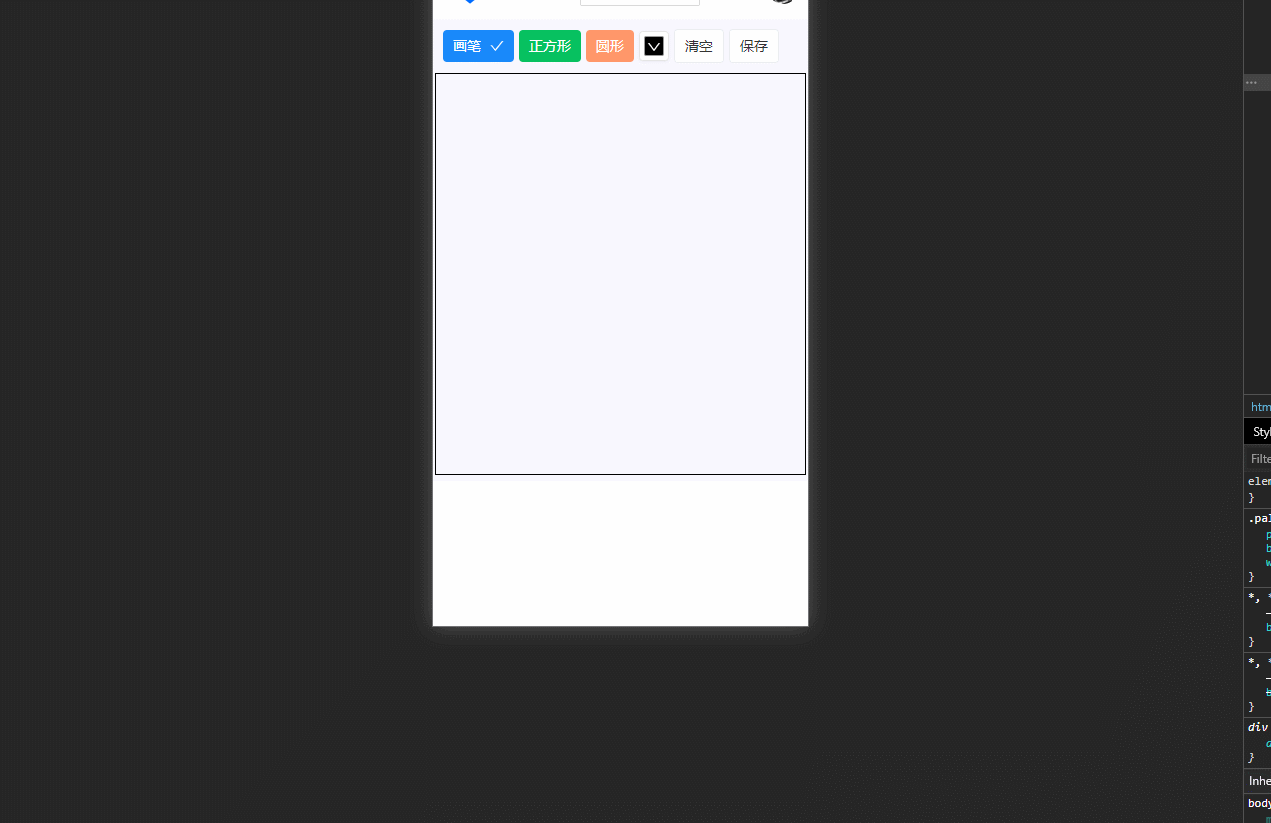 画笔
正方形
圆形
清空
保存
htm
Styl
Filte
elem
}
.pal
p
b
w
}
*, *
b
}
*, *
b
}
div
d
}
Inhe
body
m